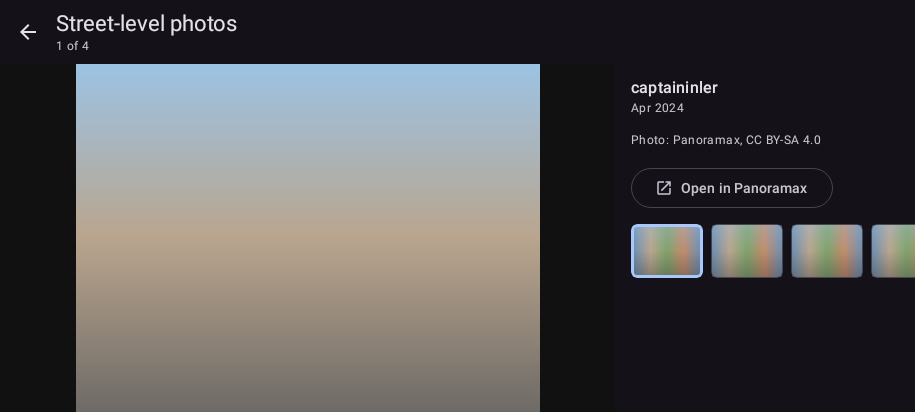 Street-level photos
1 of 4
captaininler
Apr 2024
Photo: Panoramax, CC BY-SA 4.0
Open in Panoramax